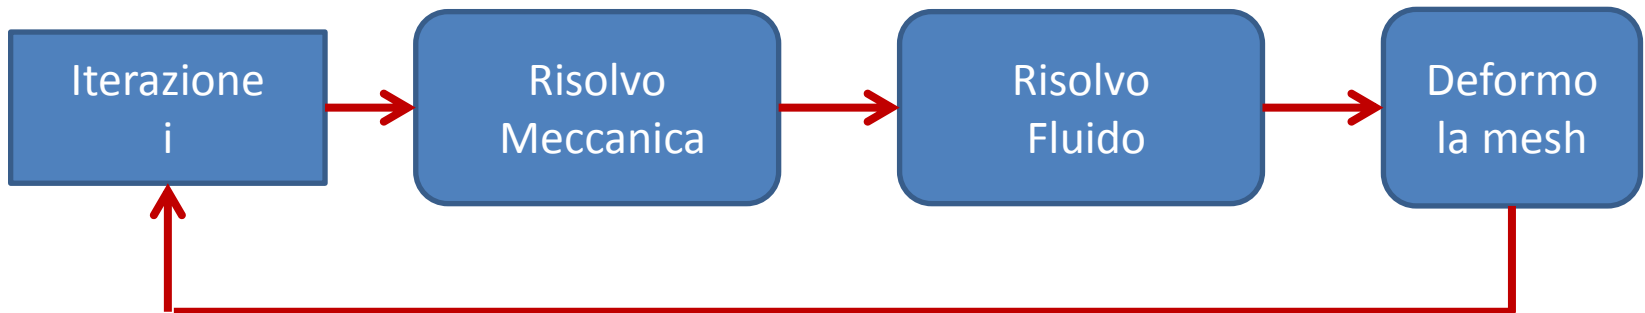 Iterazione
i
Risolvo
Meccanica
Risolvo
Fluido
Deformo
la mesh